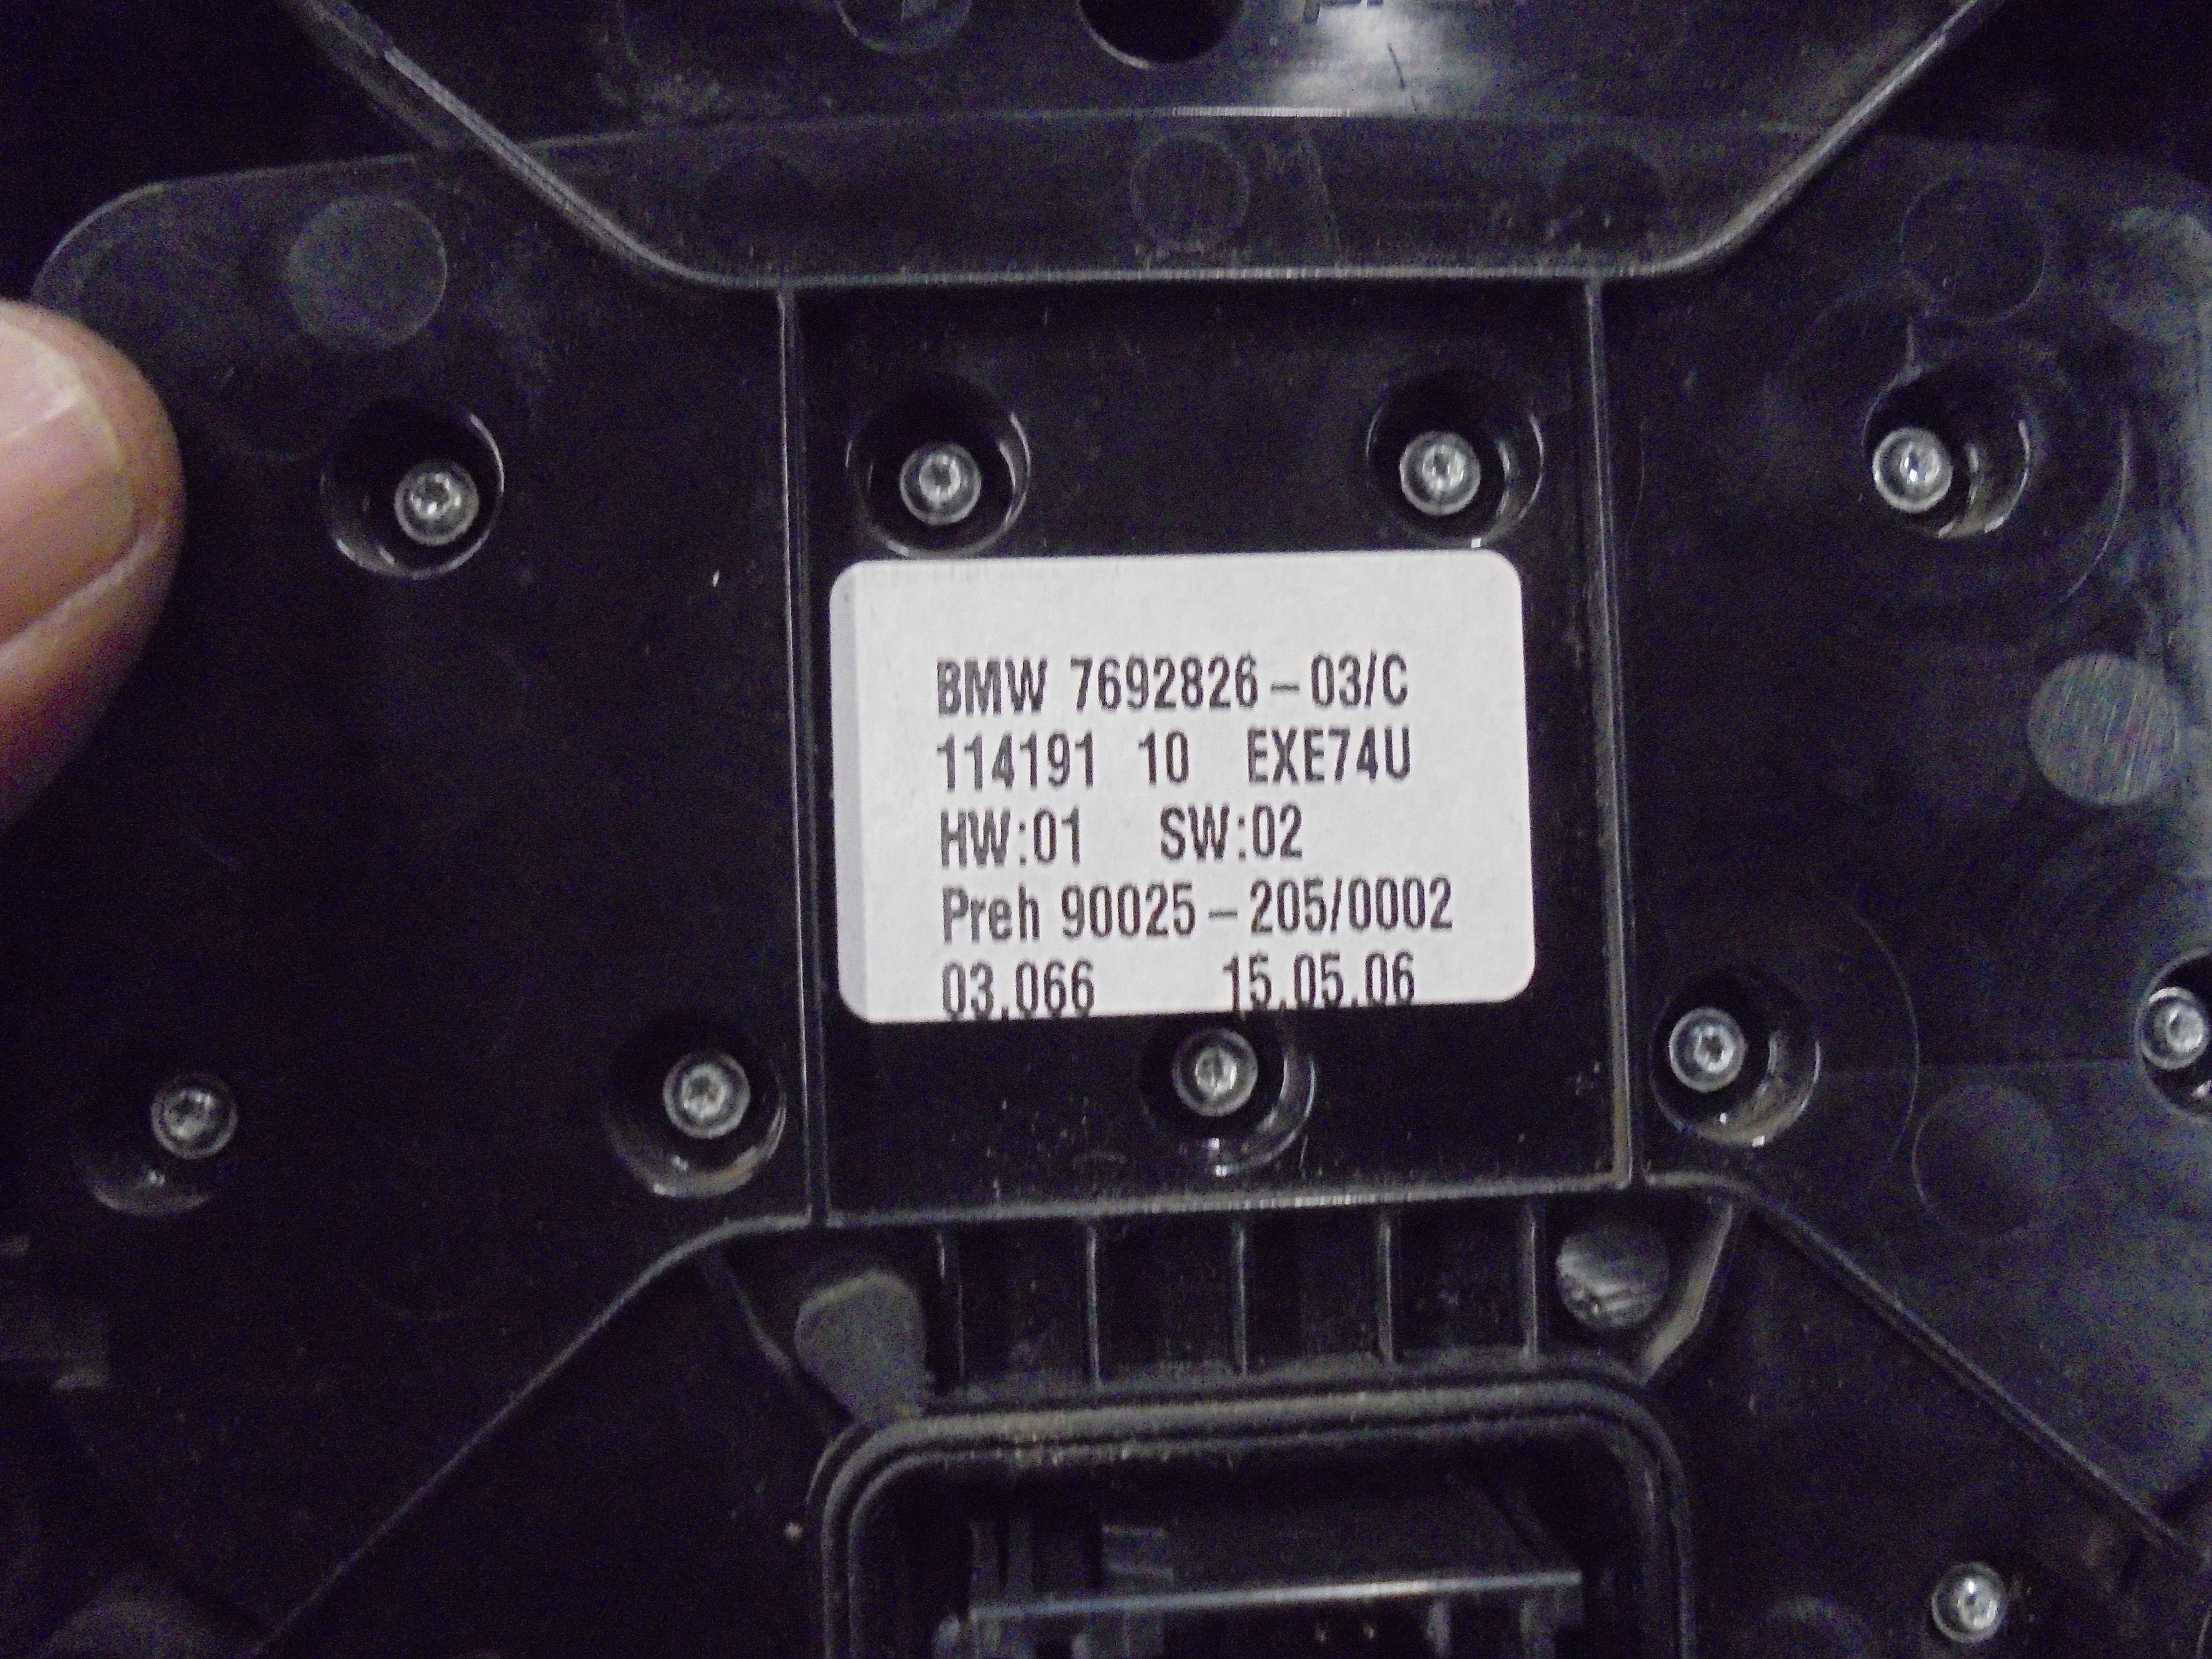 BMW 7692826-03/C
114191 10 EXE74U
HW:01 SW:02
Preh 90025-205/0002
03.066 15.05.06